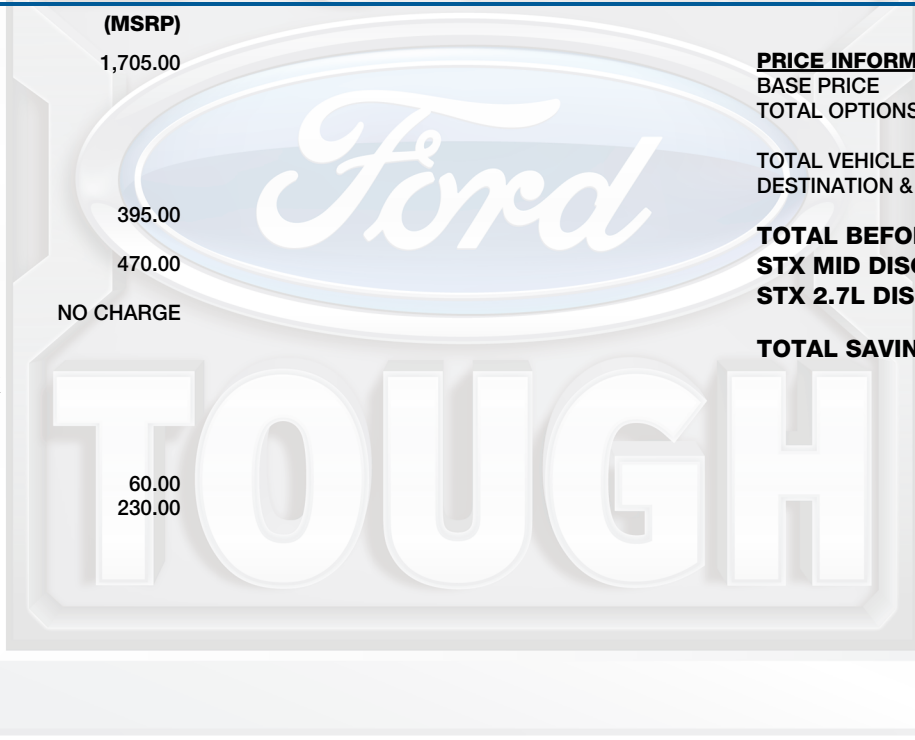 (MSRP)
1,705.00
395.00
470.00
NO CHARGE
60.00
230.00
PRICE INFORM
BASE PRICE
TOTAL OPTIONS
TOTAL VEHICLE
DESTINATION &
TOTAL BEFO
STX MID DISC
STX 2.7L DIS
TOTAL SAVIN
Ford
TOUGH